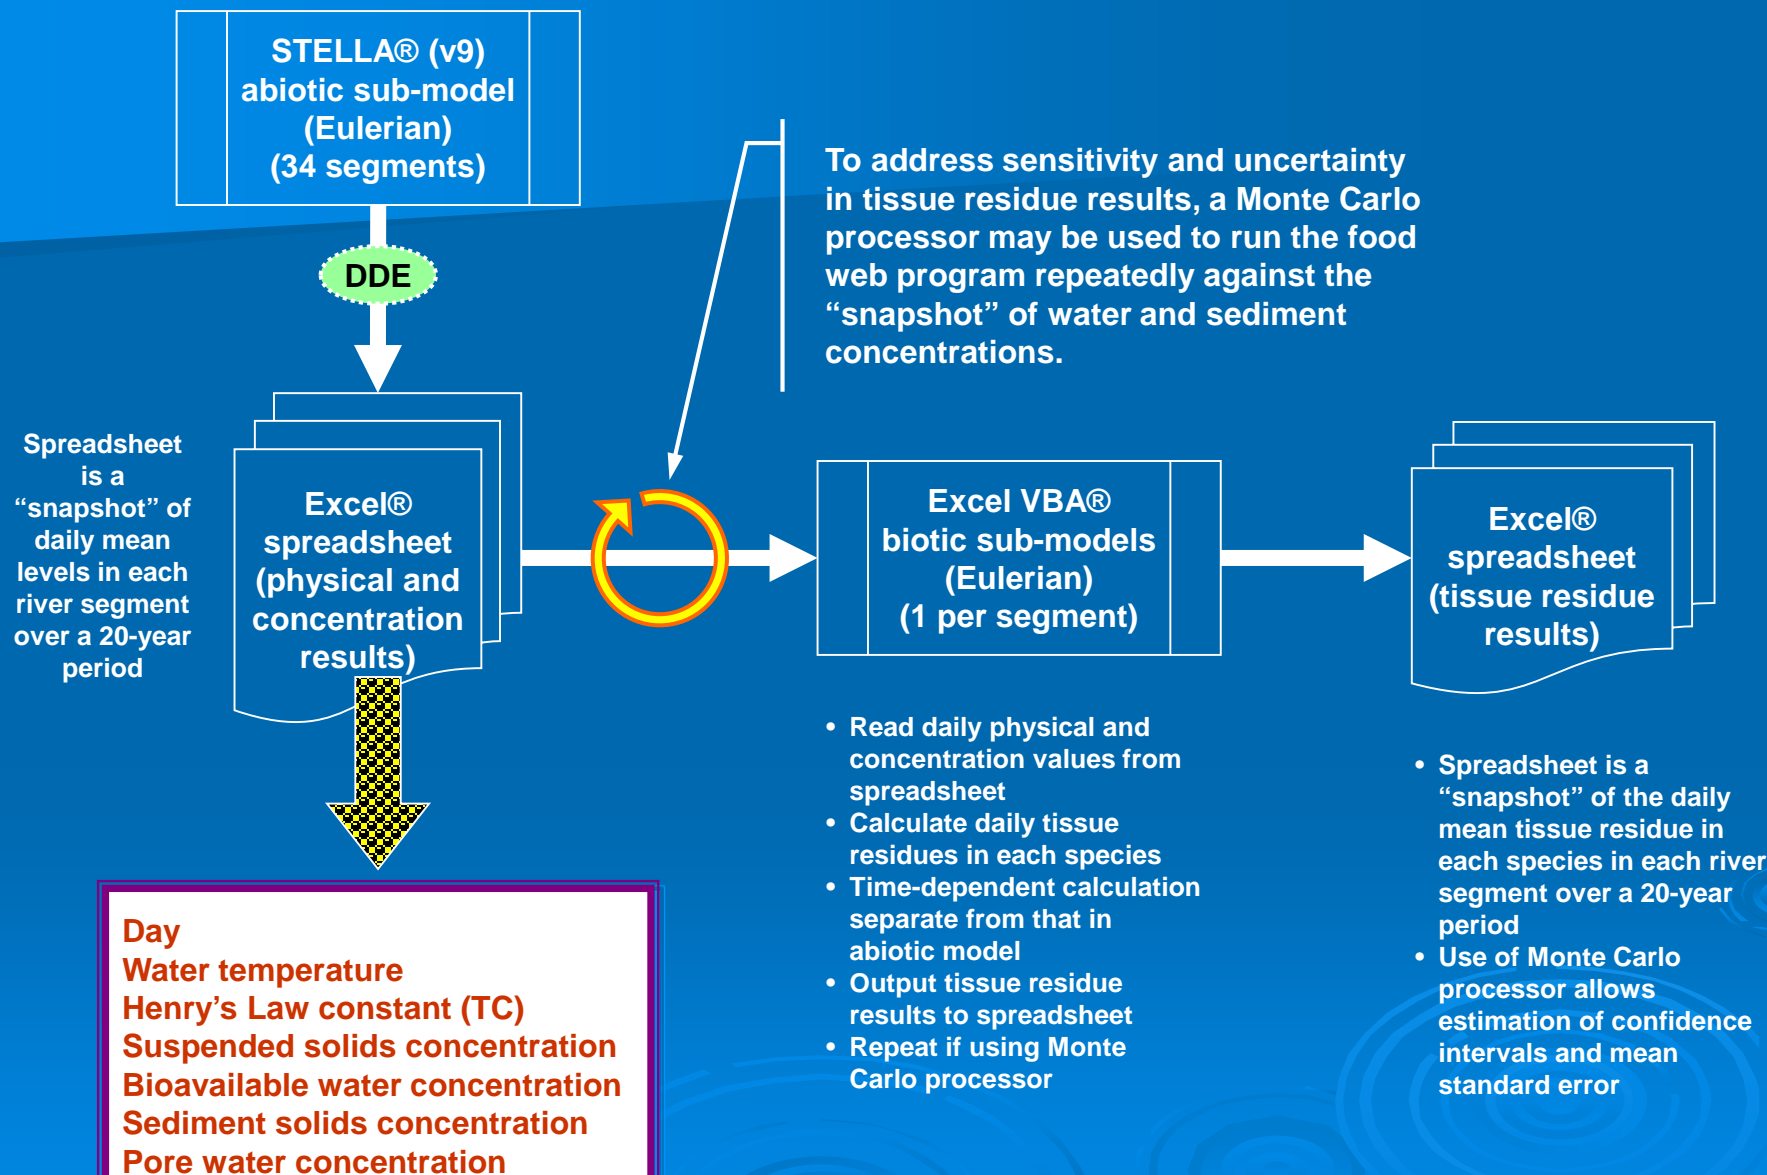 STELLA® (v9)
abiotic sub-model
(Eulerian)
(34 segments)
DDE
To address sensitivity and uncertainty
in tissue residue results, a Monte Carlo
processor may be used to run the food
web program repeatedly against the
“snapshot” of water and sediment
concentrations.
Spreadsheet
is a
“snapshot” of
daily mean
levels in each
river segment
over a 20-year
period
Excel®
spreadsheet
(physical and
concentration
results)
Excel VBA®
biotic sub-models
(Eulerian)
(1 per segment)
Excel®
spreadsheet
(tissue residue
results)
• Read daily physical and
concentration values from
spreadsheet
• Calculate daily tissue
residues in each species
• Time-dependent calculation
separate from that in
abiotic model
• Output tissue residue
results to spreadsheet
• Repeat if using Monte
Carlo processor
• Spreadsheet is a
“snapshot” of the daily
mean tissue residue in
each species in each river
segment over a 20-year
period
• Use of Monte Carlo
processor allows
estimation of confidence
intervals and mean
standard error
Day
Water temperature
Henry’s Law constant (TC)
Suspended solids concentration
Bioavailable water concentration
Sediment solids concentration
Pore water concentration